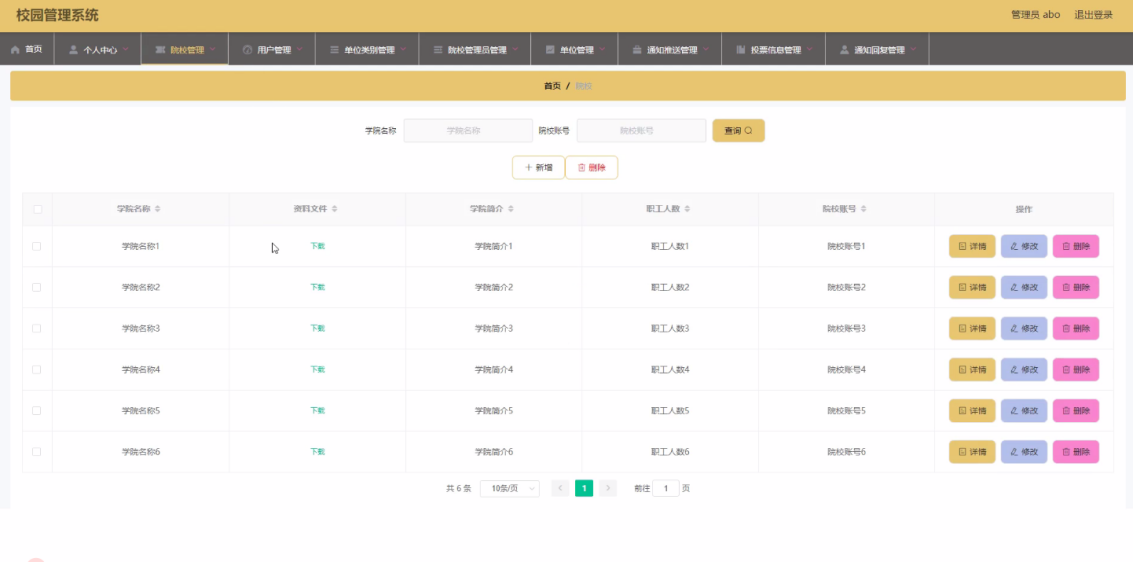 校园管理系统 管理员 abo 退出登录
首页 个人中心 院校管理 用户管理 单位类别管理 院校管理员管理 单位管理 通知推送管理 投票信息管理 通知回复管理
首页 / 院校
学院名称 学院名称 院校账号 院校账号 查询
+ 新增 删除
学院名称 资料文件 学院简介 职工人数 院校账号 操作
学院名称1 下载 学院简介1 职工人数1 院校账号1 详情 修改 删除
学院名称2 下载 学院简介2 职工人数2 院校账号2 详情 修改 删除
学院名称3 下载 学院简介3 职工人数3 院校账号3 详情 修改 删除
学院名称4 下载 学院简介4 职工人数4 院校账号4 详情 修改 删除
学院名称5 下载 学院简介5 职工人数5 院校账号5 详情 修改 删除
学院名称6 下载 学院简介6 职工人数6 院校账号6 详情 修改 删除
共 6 条 10条/页 < 1 > 前往 1 页